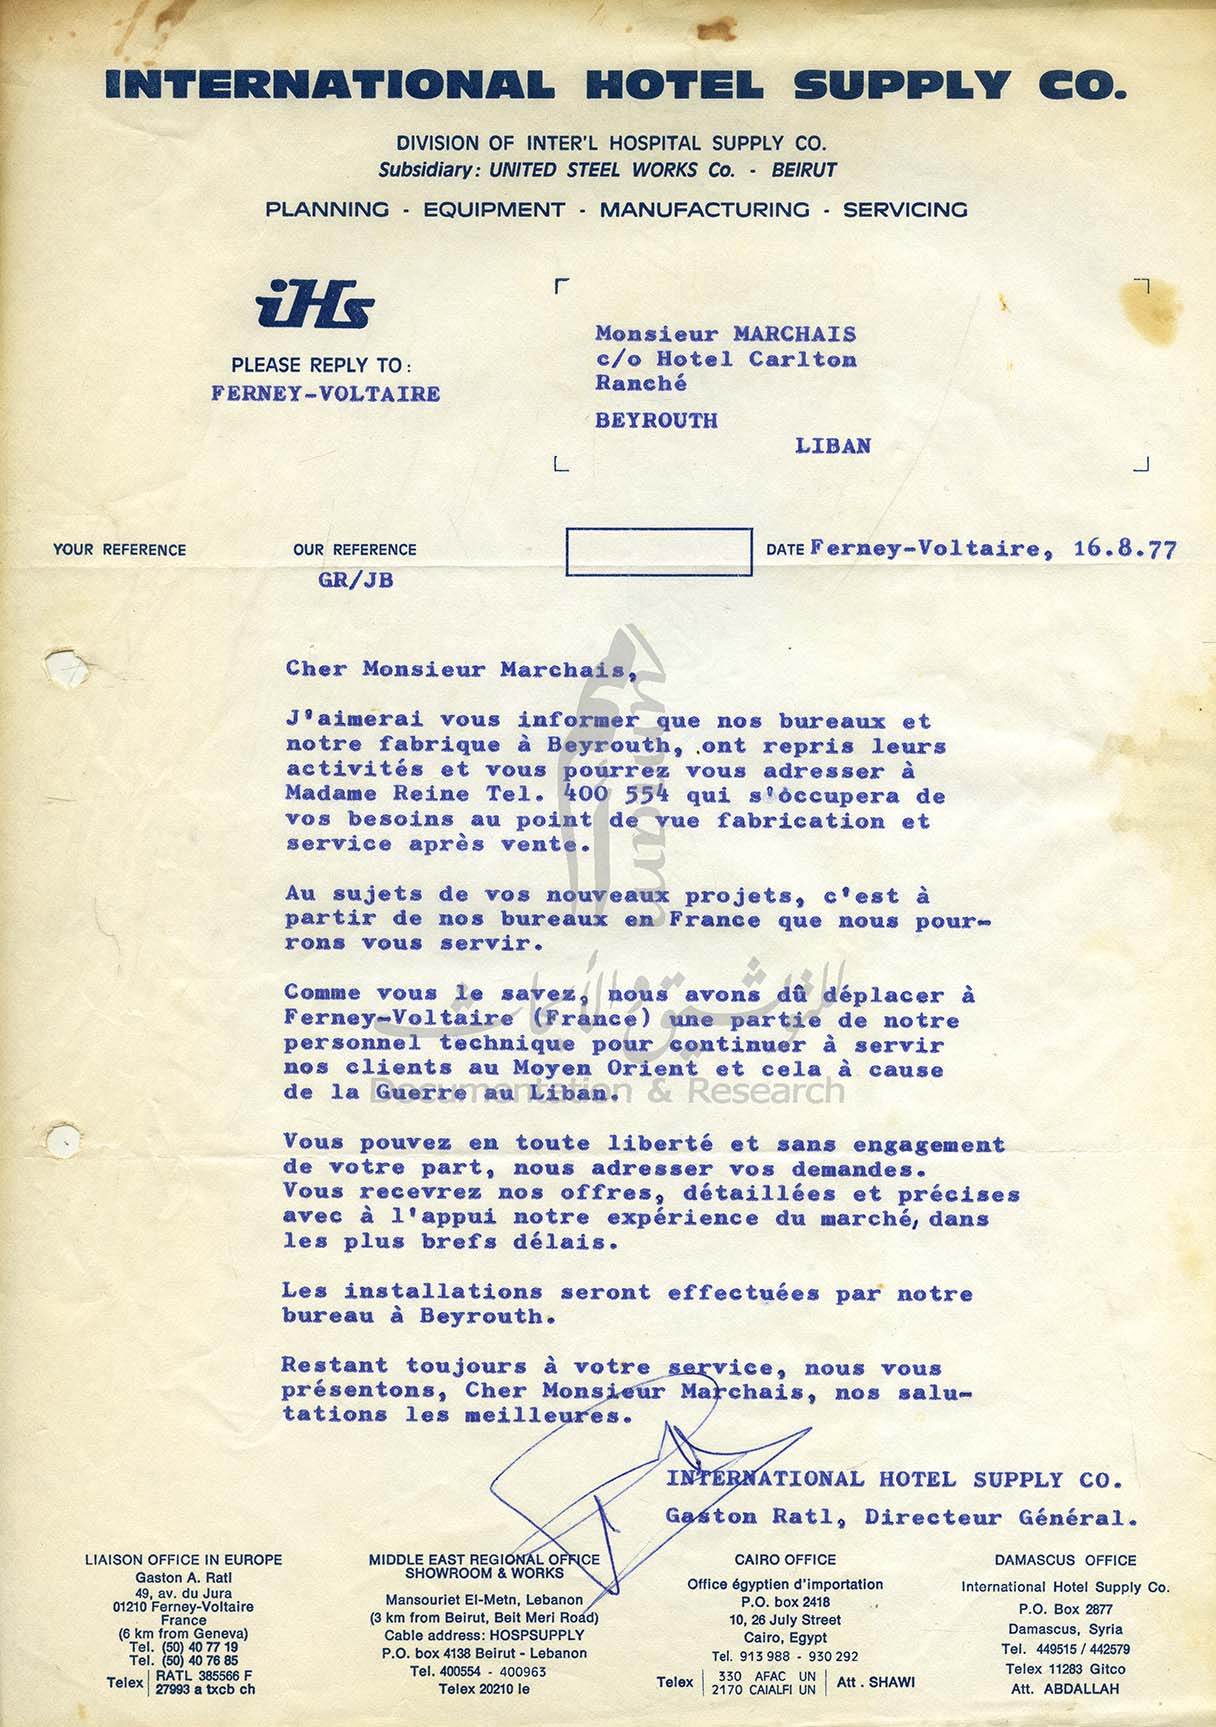 INTERNATIONAL HOTEL SUPPLY CO.
DIVISION OF INTER'L HOSPITAL SUPPLY CO.
Subsidiary: UNITED STEEL WORKS Co. - BEIRUT
PLANNING - EQUIPMENT - MANUFACTURING - SERVICING
iHs
PLEASE REPLY TO:
FERNEY-VOLTAIRE
Monsieur MARCHAIS
c/o Hotel Carlton
Ranché
BEYROUTH
LIBAN
YOUR REFERENCE
OUR REFERENCE
GR/JB
DATE Ferney-Voltaire, 16.8.77
Cher Monsieur Marchais,
J'aimerai vous informer que nos bureaux et
notre fabrique à Beyrouth, ont repris leurs
activités et vous pourrez vous adresser à
Madame Reine Tel. 400 554 qui s'occupera de
vos besoins au point de vue fabrication et
service après vente.
Au sujets de vos nouveaux projets, c'est à
partir de nos bureaux en France que nous pour-
rons vous servir.
Comme vous le savez, nous avons dû déplacer à
Ferney-Voltaire (France) une partie de notre
personnel technique pour continuer à servir
nos clients au Moyen Orient et cela à cause
de la Guerre au Liban.
Vous pouvez en toute liberté et sans engagement
de votre part, nous adresser vos demandes.
Vous recevrez nos offres, détaillées et précises
avec à l'appui notre expérience du marché, dans
les plus brefs délais.
Les installations seront effectuées par notre
bureau à Beyrouth.
Restant toujours à votre service, nous vous
présentons, Cher Monsieur Marchais, nos salu-
tations les meilleures.
INTERNATIONAL HOTEL SUPPLY CO.
Gaston Ratl, Directeur Général.
LIAISON OFFICE IN EUROPE
Gaston A. Ratl
49, av. du Jura
01210 Ferney-Voltaire
France
(6 km from Geneva)
Tel. (50) 40 77 19
Tel. (50) 40 76 85
Telex RATL 385566 F
27993 a txcb ch
MIDDLE EAST REGIONAL OFFICE
SHOWROOM & WORKS
Mansouriet El-Metn, Lebanon
(3 km from Beirut, Beit Meri Road)
Cable address: HOSPSUPPLY
P.O. box 4138 Beirut - Lebanon
Tel. 400554 - 400963
Telex 20210 le
CAIRO OFFICE
Office égyptien d'importation
P.O. box 2418
10, 26 July Street
Cairo, Egypt
Tel. 913 988 - 930 292
Telex 330 AFAC UN
2170 CAIALFI UN
Att. SHAWI
DAMASCUS OFFICE
International Hotel Supply Co.
P.O. Box 2877
Damascus, Syria
Tel. 449515 / 442579
Telex 11283 Gitco
Att. ABDALLAH
umam
للتوثيق والأبحاث
Documentation & Research